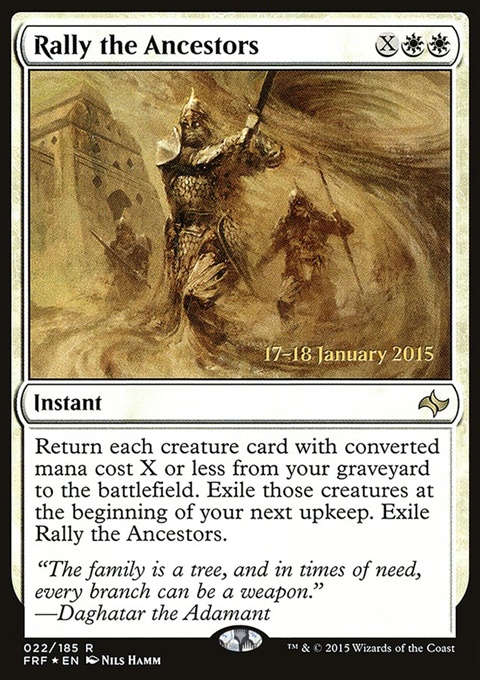 Rally the Ancestors X
17–18 January 2015
Instant
Return each creature card with converted
mana cost X or less from your graveyard
to the battlefield. Exile those creatures at
the beginning of your next upkeep. Exile
Rally the Ancestors.
“The family is a tree, and in times of need,
every branch can be a weapon.”
—Daghatar the Adamant
022/185 R
FRF ★ EN Nils Hamm
™ & © 2015 Wizards of the Coast